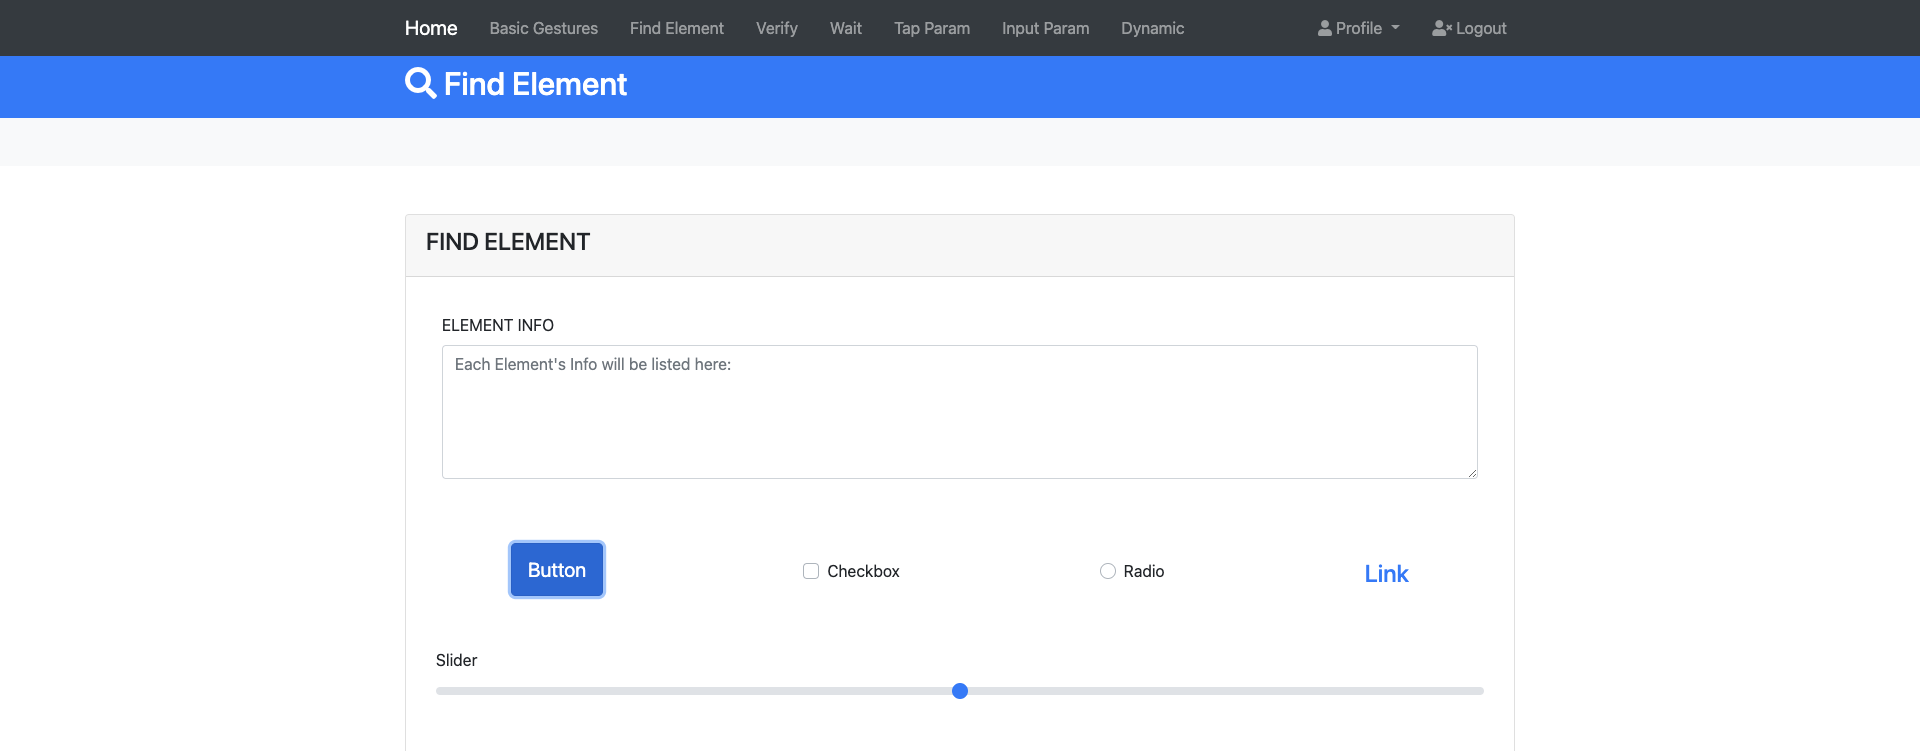 Home Basic Gestures Find Element Verify Wait Tap Param Input Param Dynamic Profile Logout
Find Element
FIND ELEMENT
ELEMENT INFO
Each Element's Info will be listed here:
Button Checkbox Radio Link
Slider